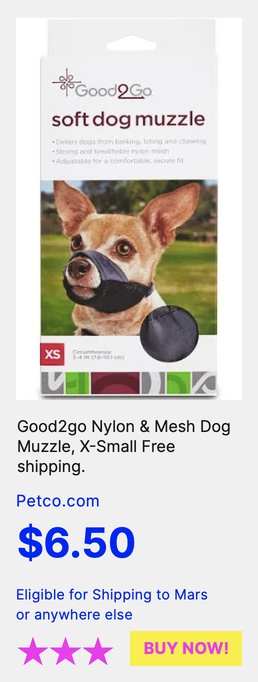 Good2Go
soft dog muzzle
• Deters dogs from barking, biting and chewing
• Strong and breathable nylon mesh
• Adjustable for a comfortable, secure fit
XS
Circumference:
Good2go Nylon & Mesh Dog
Muzzle, X-Small Free
shipping.
Petco.com
$6.50
Eligible for Shipping to Mars
or anywhere else
BUY NOW!